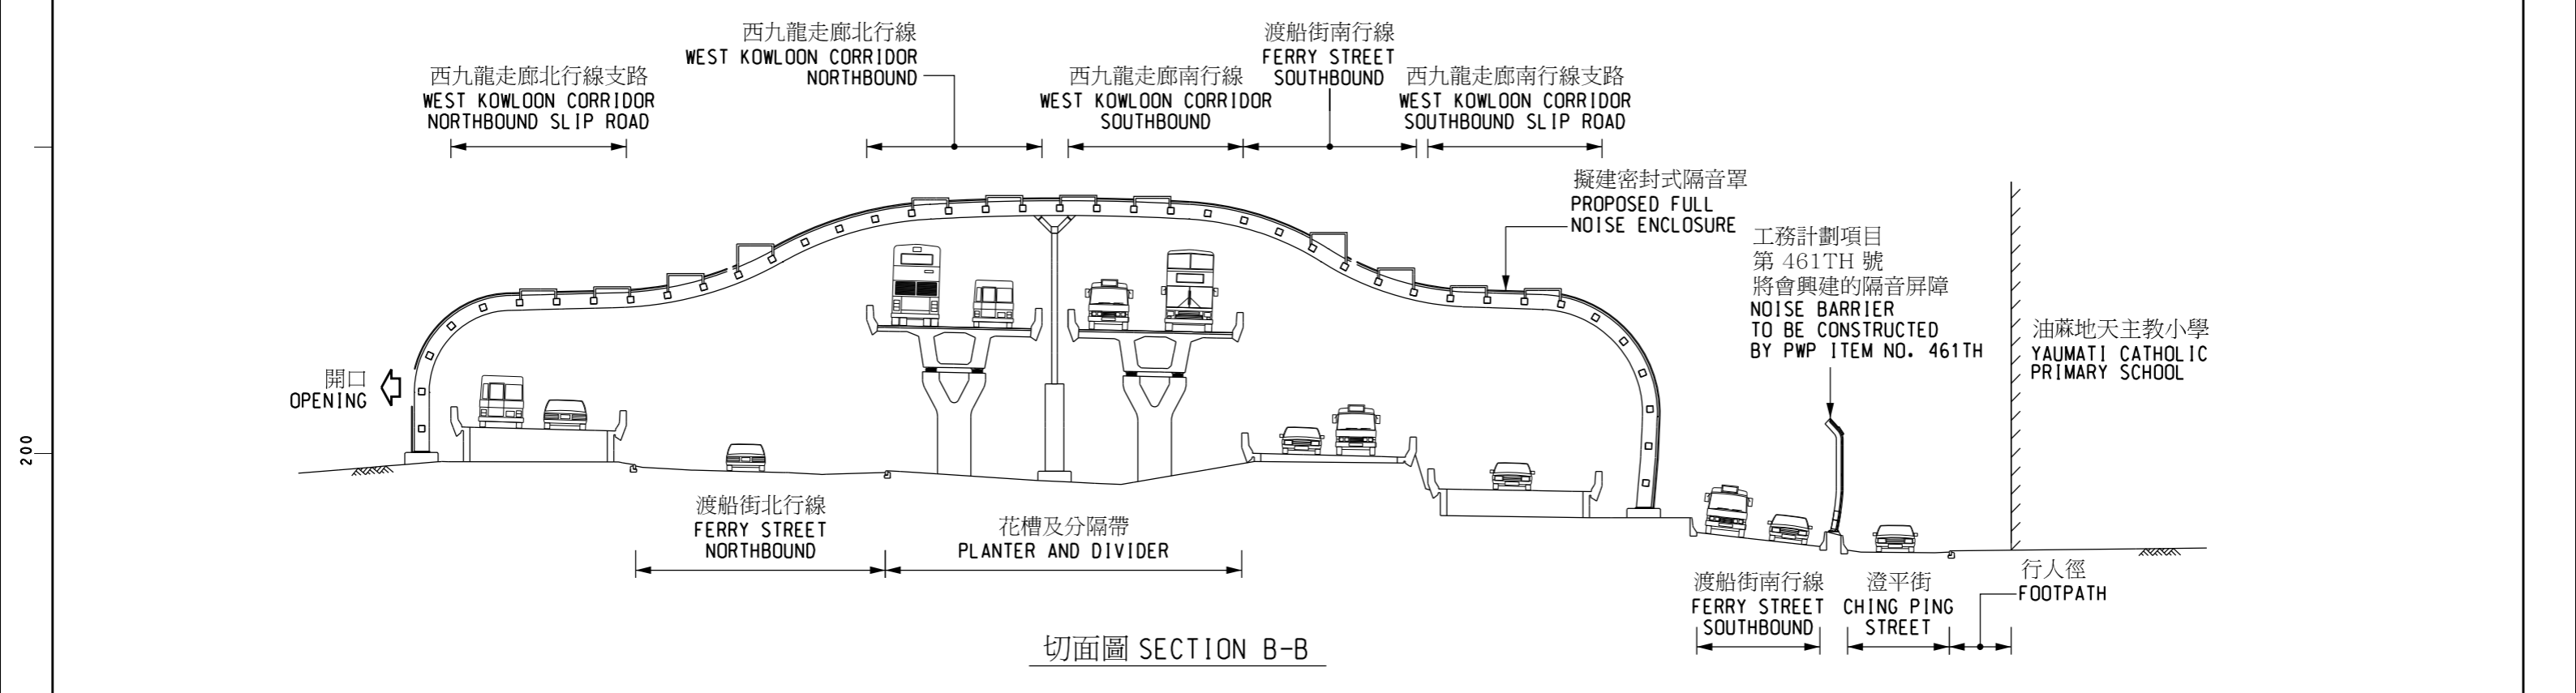 西九龍走廊北行線支路
WEST KOWLOON CORRIDOR
NORTHBOUND SLIP ROAD
西九龍走廊北行線
WEST KOWLOON CORRIDOR
NORTHBOUND
西九龍走廊南行線
WEST KOWLOON CORRIDOR
SOUTHBOUND
渡船街南行線
FERRY STREET
SOUTHBOUND
西九龍走廊南行線支路
WEST KOWLOON CORRIDOR
SOUTHBOUND SLIP ROAD
擬建密封式隔音罩
PROPOSED FULL
NOISE ENCLOSURE
工務計劃項目
第 461TH 號
將會興建的隔音屏障
NOISE BARRIER
TO BE CONSTRUCTED
BY PWP ITEM NO. 461TH
油蔴地天主教小學
YAUMATI CATHOLIC
PRIMARY SCHOOL
開口
OPENING
200
渡船街北行線
FERRY STREET
NORTHBOUND
花槽及分隔帶
PLANTER AND DIVIDER
渡船街南行線
FERRY STREET
SOUTHBOUND
澄平街
CHING PING
STREET
行人徑
FOOTPATH
切面圖 SECTION B-B